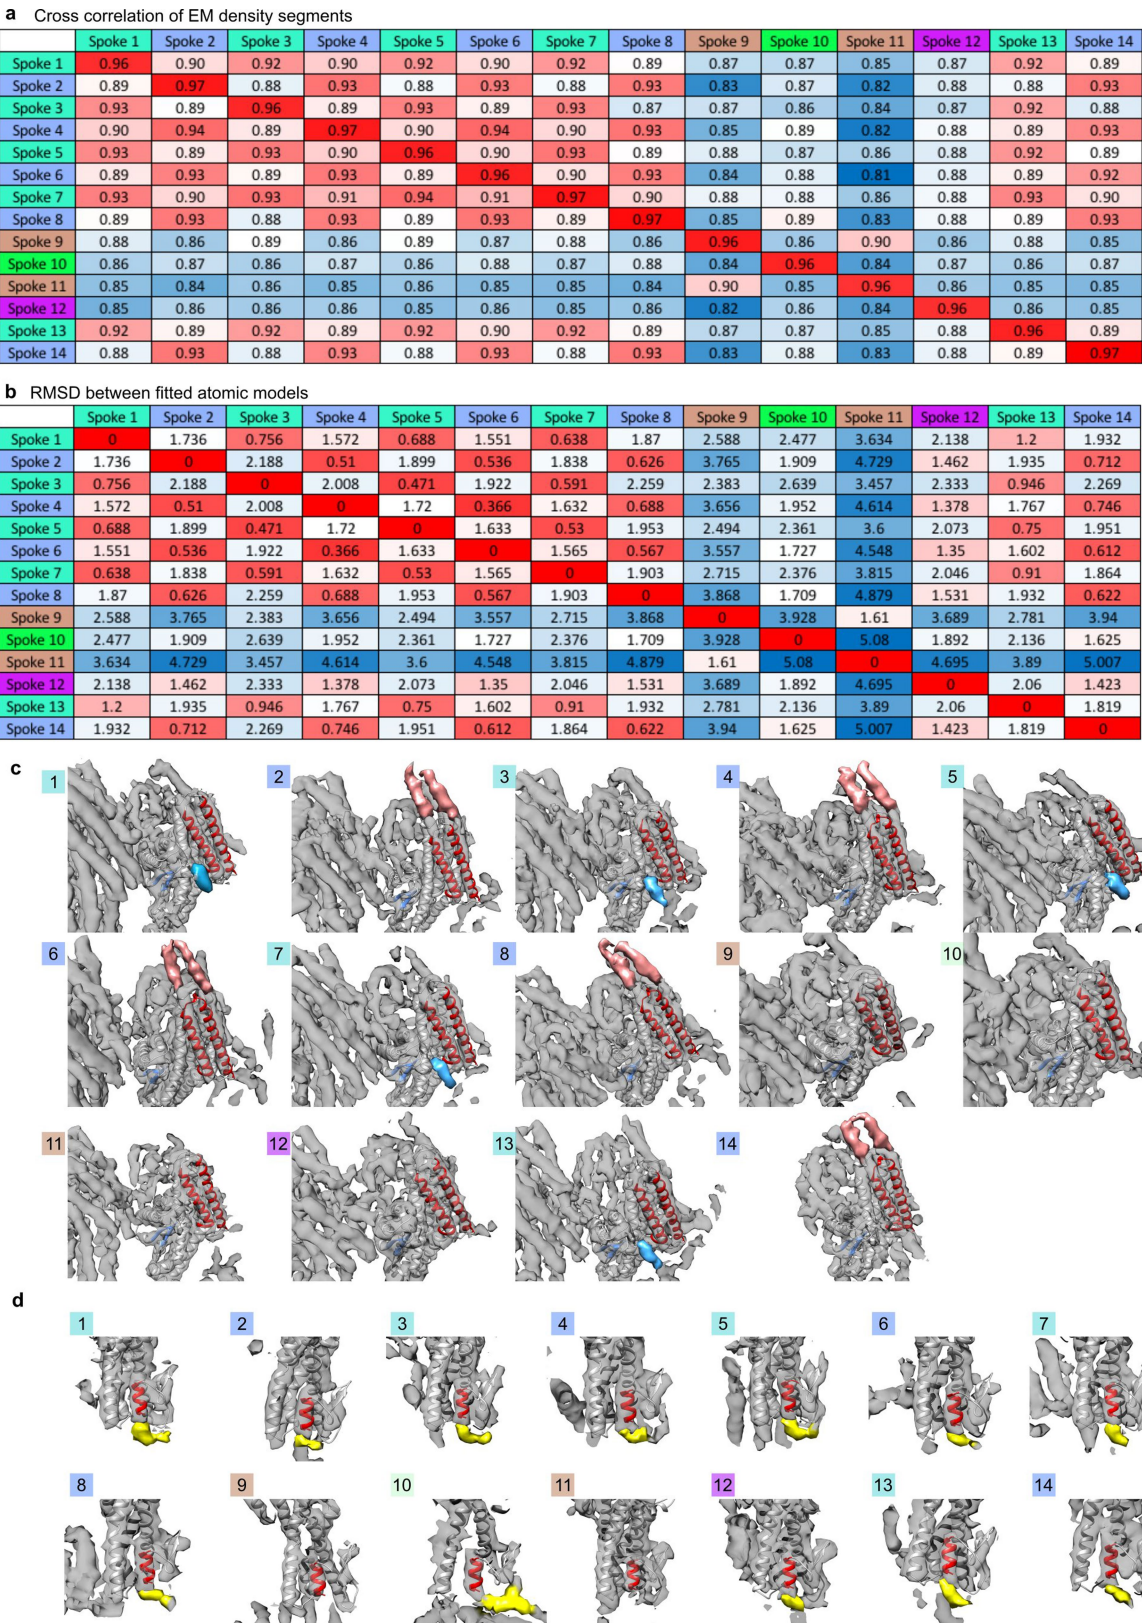 a Cross correlation of EM density segments
Spoke 1 Spoke 2 Spoke 3 Spoke 4 Spoke 5 Spoke 6 Spoke 7 Spoke 8 Spoke 9 Spoke 10 Spoke 11 Spoke 12 Spoke 13 Spoke 14
Spoke 1 0.96 0.90 0.92 0.90 0.92 0.90 0.92 0.89 0.87 0.87 0.85 0.87 0.92 0.89
Spoke 2 0.89 0.97 0.88 0.93 0.88 0.93 0.88 0.93 0.83 0.87 0.82 0.88 0.88 0.93
Spoke 3 0.93 0.89 0.96 0.89 0.93 0.89 0.93 0.87 0.87 0.86 0.84 0.87 0.92 0.88
Spoke 4 0.90 0.94 0.89 0.97 0.90 0.94 0.90 0.93 0.85 0.89 0.82 0.88 0.89 0.93
Spoke 5 0.93 0.89 0.93 0.90 0.96 0.90 0.93 0.89 0.88 0.87 0.86 0.88 0.92 0.89
Spoke 6 0.89 0.93 0.89 0.93 0.89 0.96 0.90 0.93 0.84 0.88 0.81 0.88 0.89 0.92
Spoke 7 0.93 0.90 0.93 0.91 0.94 0.91 0.97 0.90 0.88 0.88 0.86 0.88 0.93 0.90
Spoke 8 0.89 0.93 0.88 0.93 0.89 0.93 0.89 0.97 0.85 0.89 0.83 0.88 0.89 0.93
Spoke 9 0.88 0.86 0.89 0.86 0.89 0.87 0.88 0.86 0.96 0.86 0.90 0.86 0.88 0.85
Spoke 10 0.86 0.87 0.86 0.87 0.86 0.88 0.87 0.88 0.84 0.96 0.84 0.87 0.86 0.87
Spoke 11 0.85 0.84 0.86 0.85 0.86 0.85 0.85 0.84 0.90 0.85 0.96 0.86 0.85 0.85
Spoke 12 0.85 0.86 0.86 0.86 0.85 0.86 0.85 0.86 0.82 0.86 0.84 0.96 0.86 0.85
Spoke 13 0.92 0.89 0.92 0.89 0.92 0.90 0.92 0.89 0.87 0.87 0.85 0.88 0.96 0.89
Spoke 14 0.88 0.93 0.88 0.93 0.88 0.93 0.88 0.93 0.83 0.88 0.83 0.88 0.89 0.97
b RMSD between fitted atomic models
Spoke 1 Spoke 2 Spoke 3 Spoke 4 Spoke 5 Spoke 6 Spoke 7 Spoke 8 Spoke 9 Spoke 10 Spoke 11 Spoke 12 Spoke 13 Spoke 14
Spoke 1 0 1.736 0.756 1.572 0.688 1.551 0.638 1.87 2.588 2.477 3.634 2.138 1.2 1.932
Spoke 2 1.736 0 2.188 0.51 1.899 0.536 1.838 0.626 3.765 1.909 4.729 1.462 1.935 0.712
Spoke 3 0.756 2.188 0 2.008 0.471 1.922 0.591 2.259 2.383 2.639 3.457 2.333 0.946 2.269
Spoke 4 1.572 0.51 2.008 0 1.72 0.366 1.632 0.688 3.656 1.952 4.614 1.378 1.767 0.746
Spoke 5 0.688 1.899 0.471 1.72 0 1.633 0.53 1.953 2.494 2.361 3.6 2.073 0.75 1.951
Spoke 6 1.551 0.536 1.922 0.366 1.633 0 1.565 0.567 3.557 1.727 4.548 1.35 1.602 0.612
Spoke 7 0.638 1.838 0.591 1.632 0.53 1.565 0 1.903 2.715 2.376 3.815 2.046 0.91 1.864
Spoke 8 1.87 0.626 2.259 0.688 1.953 0.567 1.903 0 3.868 1.709 4.879 1.531 1.932 0.622
Spoke 9 2.588 3.765 2.383 3.656 2.494 3.557 2.715 3.868 0 3.928 1.61 3.689 2.781 3.94
Spoke 10 2.477 1.909 2.639 1.952 2.361 1.727 2.376 1.709 3.928 0 5.08 1.892 2.136 1.625
Spoke 11 3.634 4.729 3.457 4.614 3.6 4.548 3.815 4.879 1.61 5.08 0 4.695 3.89 5.007
Spoke 12 2.138 1.462 2.333 1.378 2.073 1.35 2.046 1.531 3.689 1.892 4.695 0 2.06 1.423
Spoke 13 1.2 1.935 0.946 1.767 0.75 1.602 0.91 1.932 2.781 2.136 3.89 2.06 0 1.819
Spoke 14 1.932 0.712 2.269 0.746 1.951 0.612 1.864 0.622 3.94 1.625 5.007 1.423 1.819 0
c
1 2 3 4 5
6 7 8 9 10
11 12 13 14
d
1 2 3 4 5 6 7
8 9 10 11 12 13 14